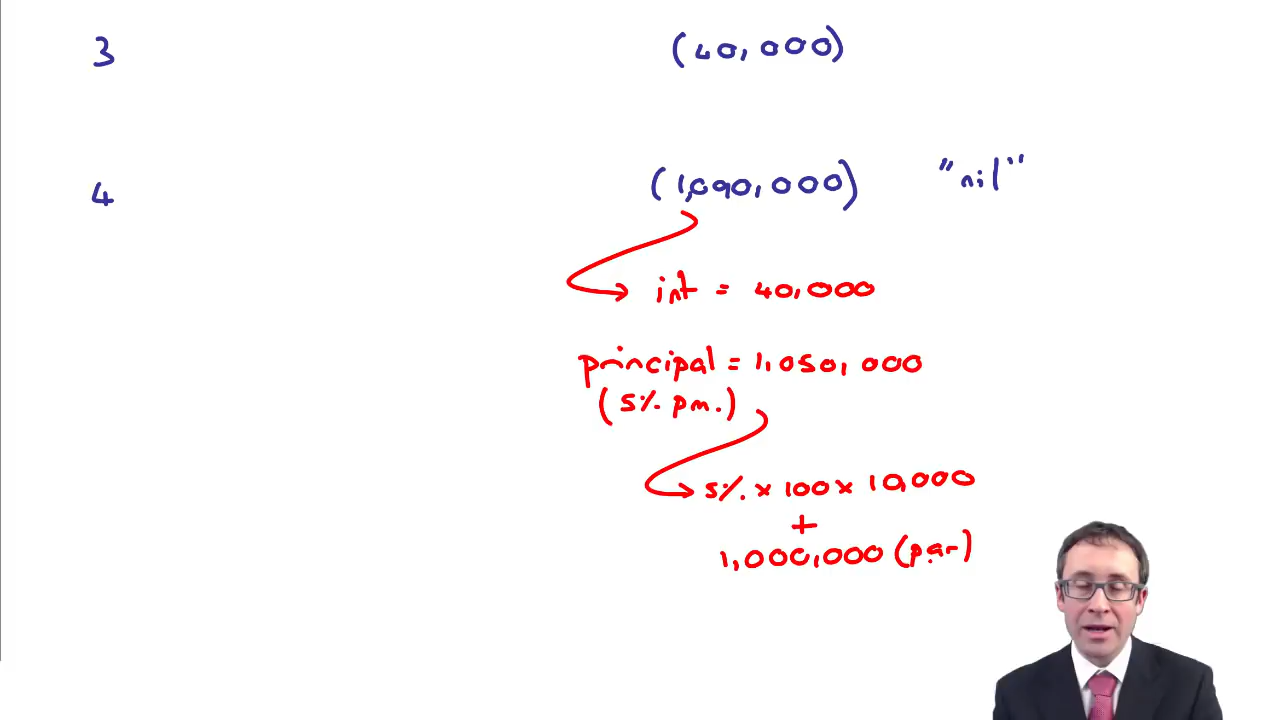 3 (40,000)
4 (1,090,000) "nil"
int = 40,000
principal = 1,050,000
(5% pm.)
5% x 100 x 10,000
+
1,000,000 (par)